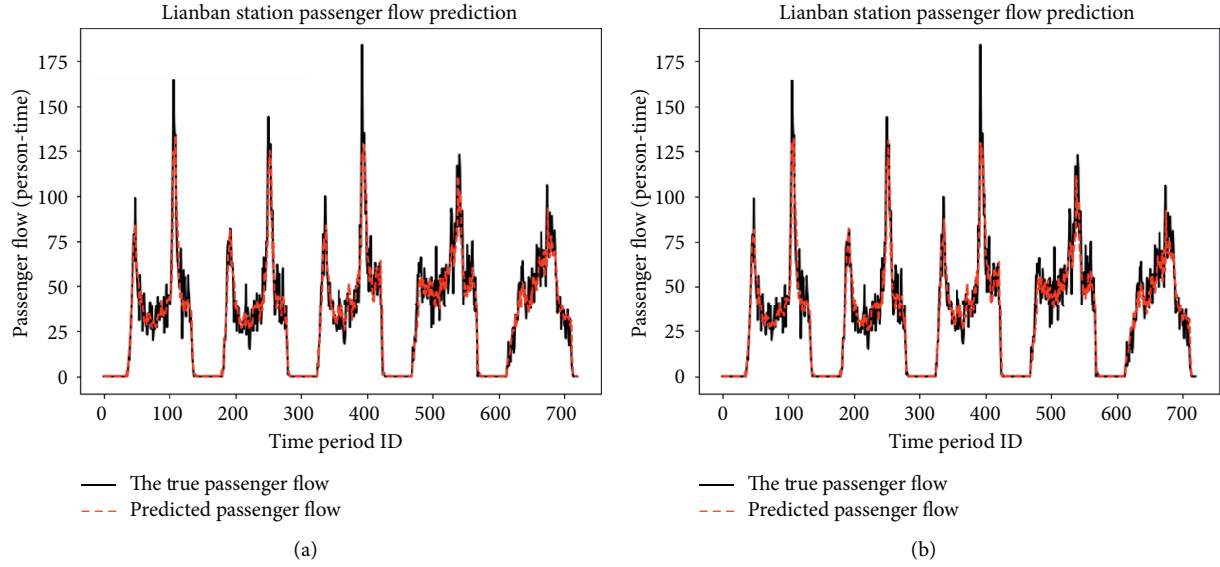 Lianban station passenger flow prediction
175
150
125
100
75
50
25
0
Passenger flow (person-time)
0 100 200 300 400 500 600 700
Time period ID
The true passenger flow
Predicted passenger flow
(a)
Lianban station passenger flow prediction
175
150
125
100
75
50
25
0
Passenger flow (person-time)
0 100 200 300 400 500 600 700
Time period ID
The true passenger flow
Predicted passenger flow
(b)